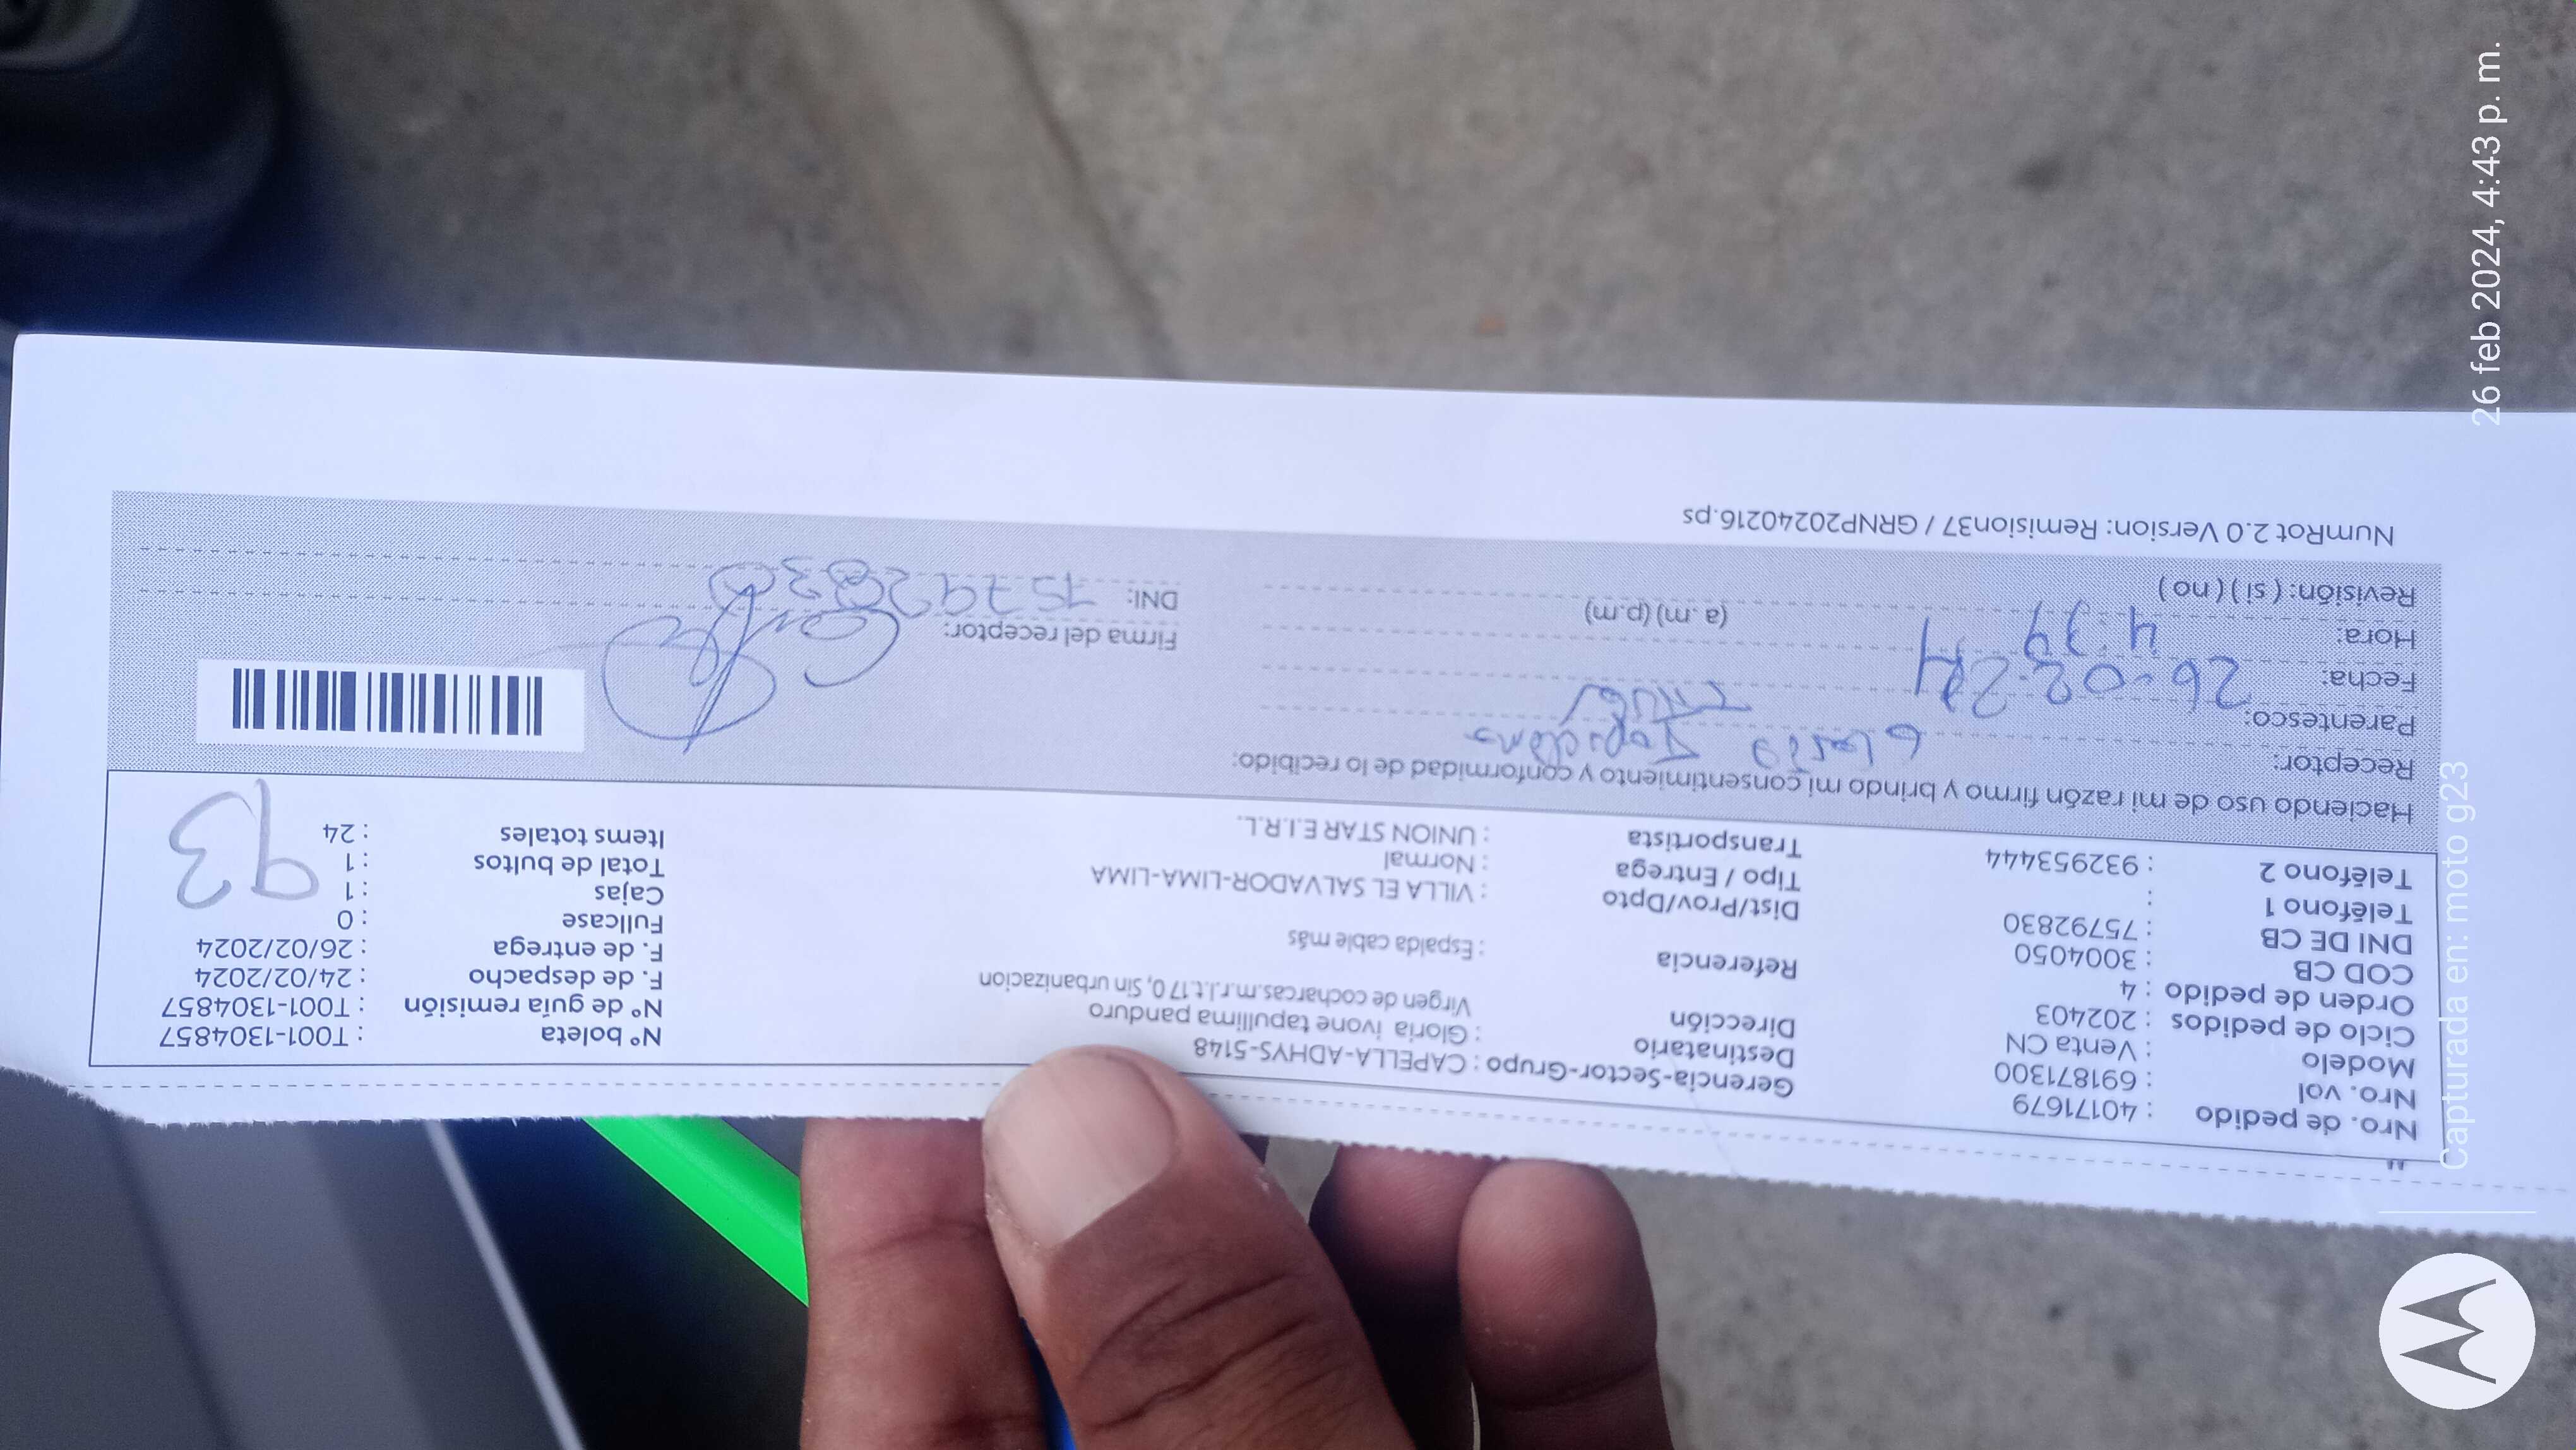 Nro. de pedido : 40171679
Nro. vol : 691871300
Modelo : Venta CN
Ciclo de pedidos : 202403
Orden de pedido : 4
COD CB : 3004050
DNI DE CB : 75792830
Teléfono 1 :
Teléfono 2 : 932953444
Gerencia-Sector-Grupo : CAPELLA-ADHYS-5148
Destinatario : Gloria ivone tapullima panduro
Dirección Virgen de cocharcas.m.r.l.t.17 0, Sin urbanizacion
Referencia : Espalda cable más
Dist/Prov/Dpto : VILLA EL SALVADOR-LIMA-LIMA
Tipo / Entrega : Normal
Transportista : UNION STAR E.I.R.L.
Nº boleta : T001-1304857
Nº de guía remisión : T001-1304857
F. de despacho : 24/02/2024
F. de entrega : 26/02/2024
Fullcase : 0
Cajas : 1
Total de bultos : 1
Items totales : 24
93
Haciendo uso de mi razón firmo y brindo mi consentimiento y conformidad de lo recibido:
Receptor:
Parentesco:
Fecha: 26-02-24
Hora: 4:39 (a.m) (p.m)
Revisión: ( si ) ( no )
Firma del receptor:
DNI: 75792830
NumRot 2.0 Version: Remision37 / GRNP20240216.ps
Capturada en: moto g23
26 feb 2024, 4:43 p. m.